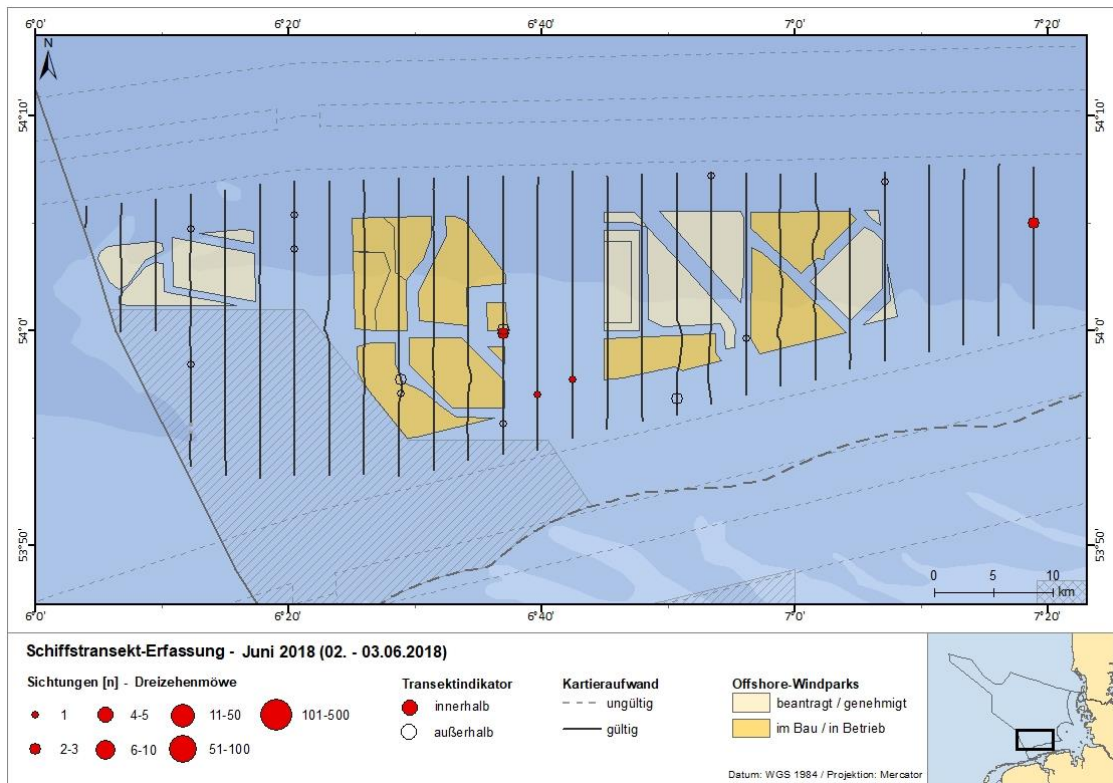 6°0' 6°20' 6°40' 7°0' 7°20'
N
54°10' 54°10'
54°0' 54°0'
53°50' 53°50'
0 5 10
km
6°0' 6°20' 6°40' 7°0' 7°20'
Schiffstransekt-Erfassung - Juni 2018 (02. - 03.06.2018)
Sichtungen [n] - Dreizehenmöwe
1 4-5 11-50 101-500
2-3 6-10 51-100
Transektindikator
innerhalb
außerhalb
Kartieraufwand
ungültig
gültig
Offshore-Windparks
beantragt / genehmigt
im Bau / in Betrieb
Datum: WGS 1984 / Projektion: Mercator